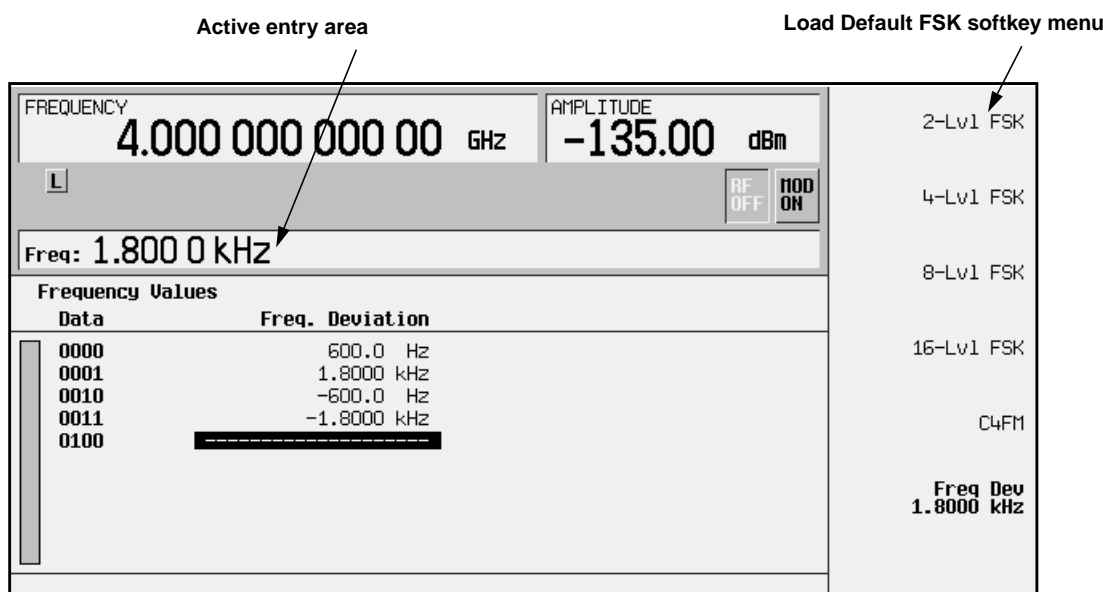 Active entry area
Load Default FSK softkey menu
FREQUENCY
4.000 000 000 00 GHz
AMPLITUDE
-135.00 dBm
L
RF OFF
MOD ON
Freq: 1.800 0 kHz
Frequency Values
Data Freq. Deviation
0000 600.0 Hz
0001 1.8000 kHz
0010 -600.0 Hz
0011 -1.8000 kHz
0100 --------------------
2-Lvl FSK
4-Lvl FSK
8-Lvl FSK
16-Lvl FSK
C4FM
Freq Dev
1.8000 kHz